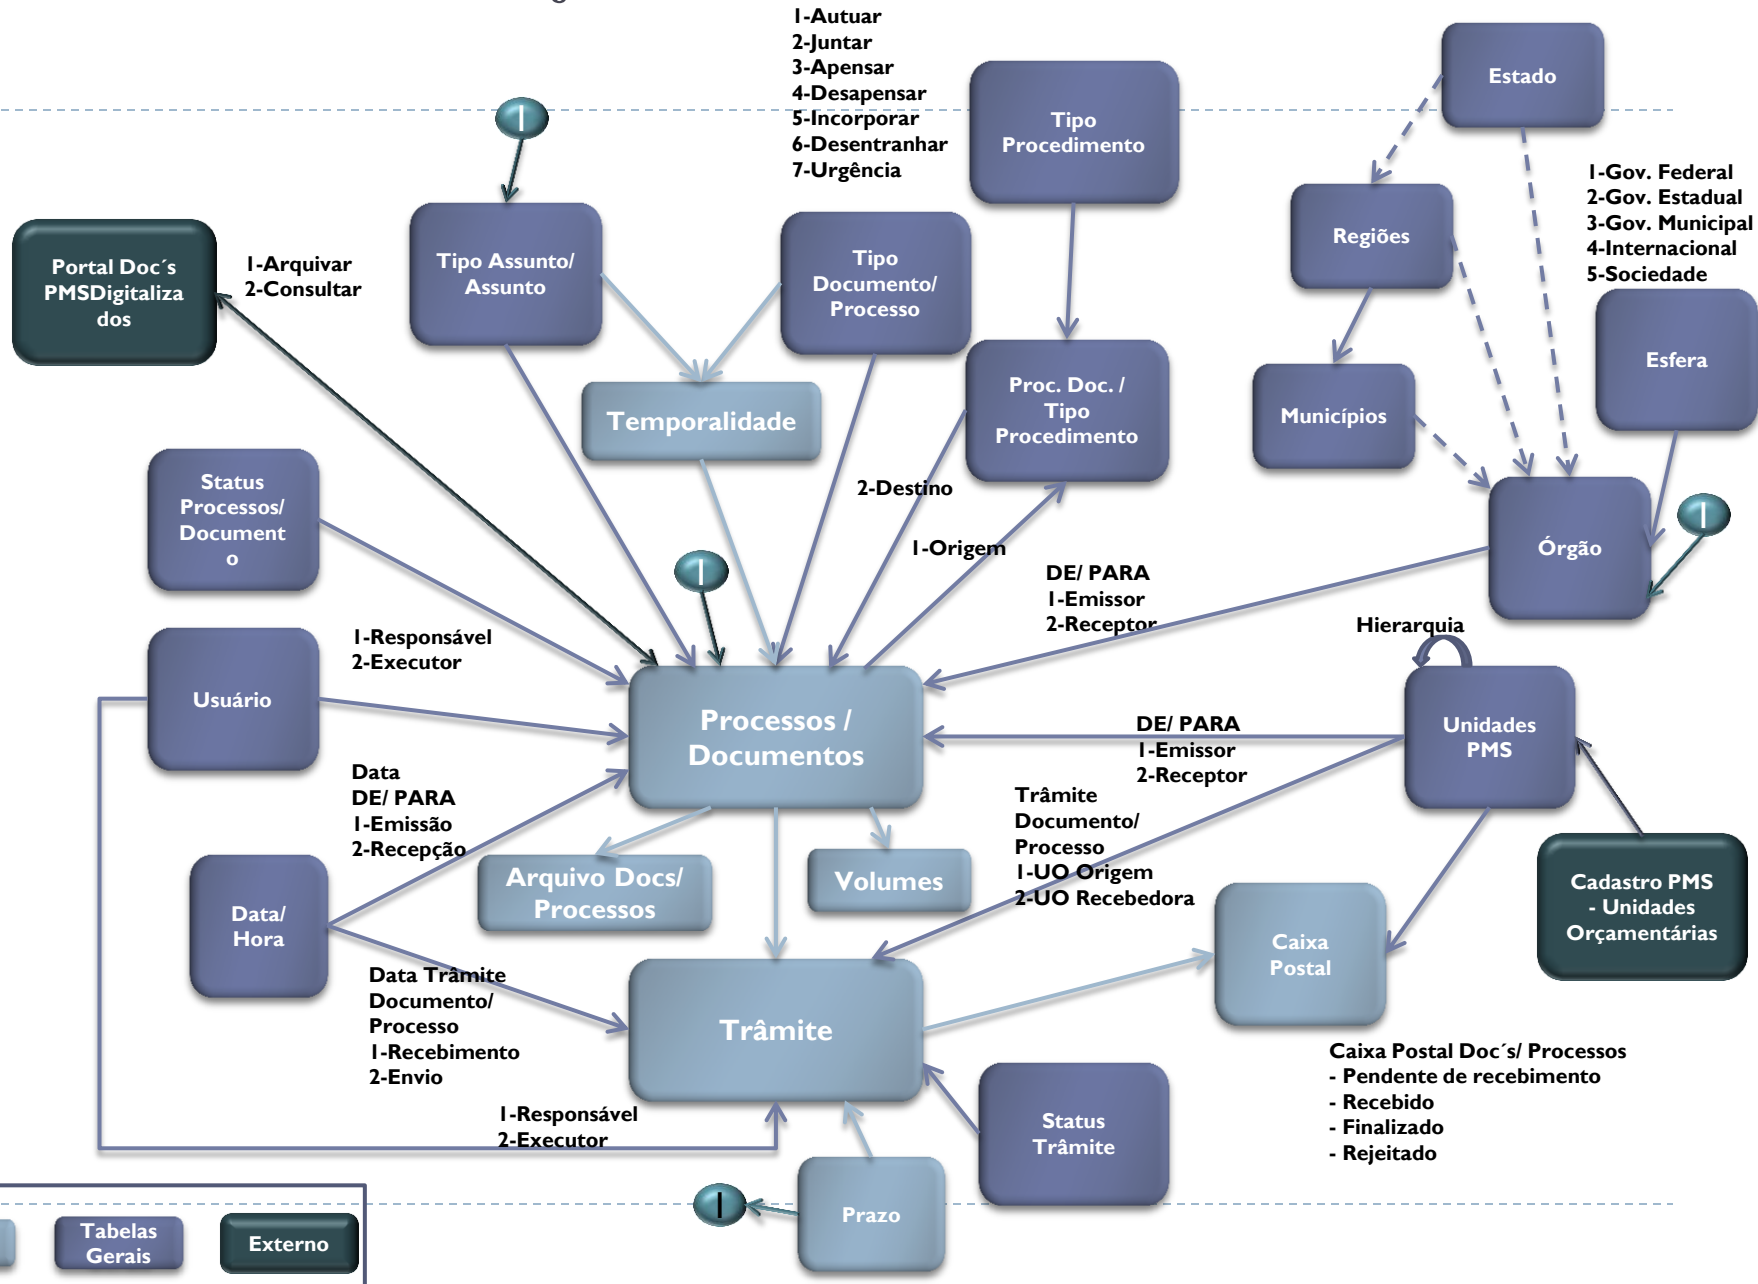 1-Autuar
2-Juntar
3-Apensar
4-Desapensar
5-Incorporar
6-Desentranhar
7-Urgência
Tipo
Procedimento
Estado
1-Gov. Federal
2-Gov. Estadual
3-Gov. Municipal
4-Internacional
5-Sociedade
1
Portal Doc´s
PMSDigitaliza
dos
1-Arquivar
2-Consultar
Tipo Assunto/
Assunto
Tipo
Documento/
Processo
Regiões
Esfera
Temporalidade
Proc. Doc. /
Tipo
Procedimento
Municípios
Status
Processos/
Document
o
2-Destino
1-Origem
1
Órgão
1
DE/ PARA
1-Emissor
2-Receptor
Hierarquia
Usuário
1-Responsável
2-Executor
Processos /
Documentos
DE/ PARA
1-Emissor
2-Receptor
Unidades
PMS
Data
DE/ PARA
1-Emissão
2-Recepção
Trâmite
Documento/
Processo
1-UO Origem
2-UO Recebedora
Arquivo Docs/
Processos
Volumes
Cadastro PMS
- Unidades
Orçamentárias
Data/
Hora
Caixa
Postal
Data Trâmite
Documento/
Processo
1-Recebimento
2-Envio
Trâmite
Caixa Postal Doc´s/ Processos
- Pendente de recebimento
- Recebido
- Finalizado
- Rejeitado
1-Responsável
2-Executor
Status
Trâmite
1
Prazo
Tabelas
Gerais
Externo